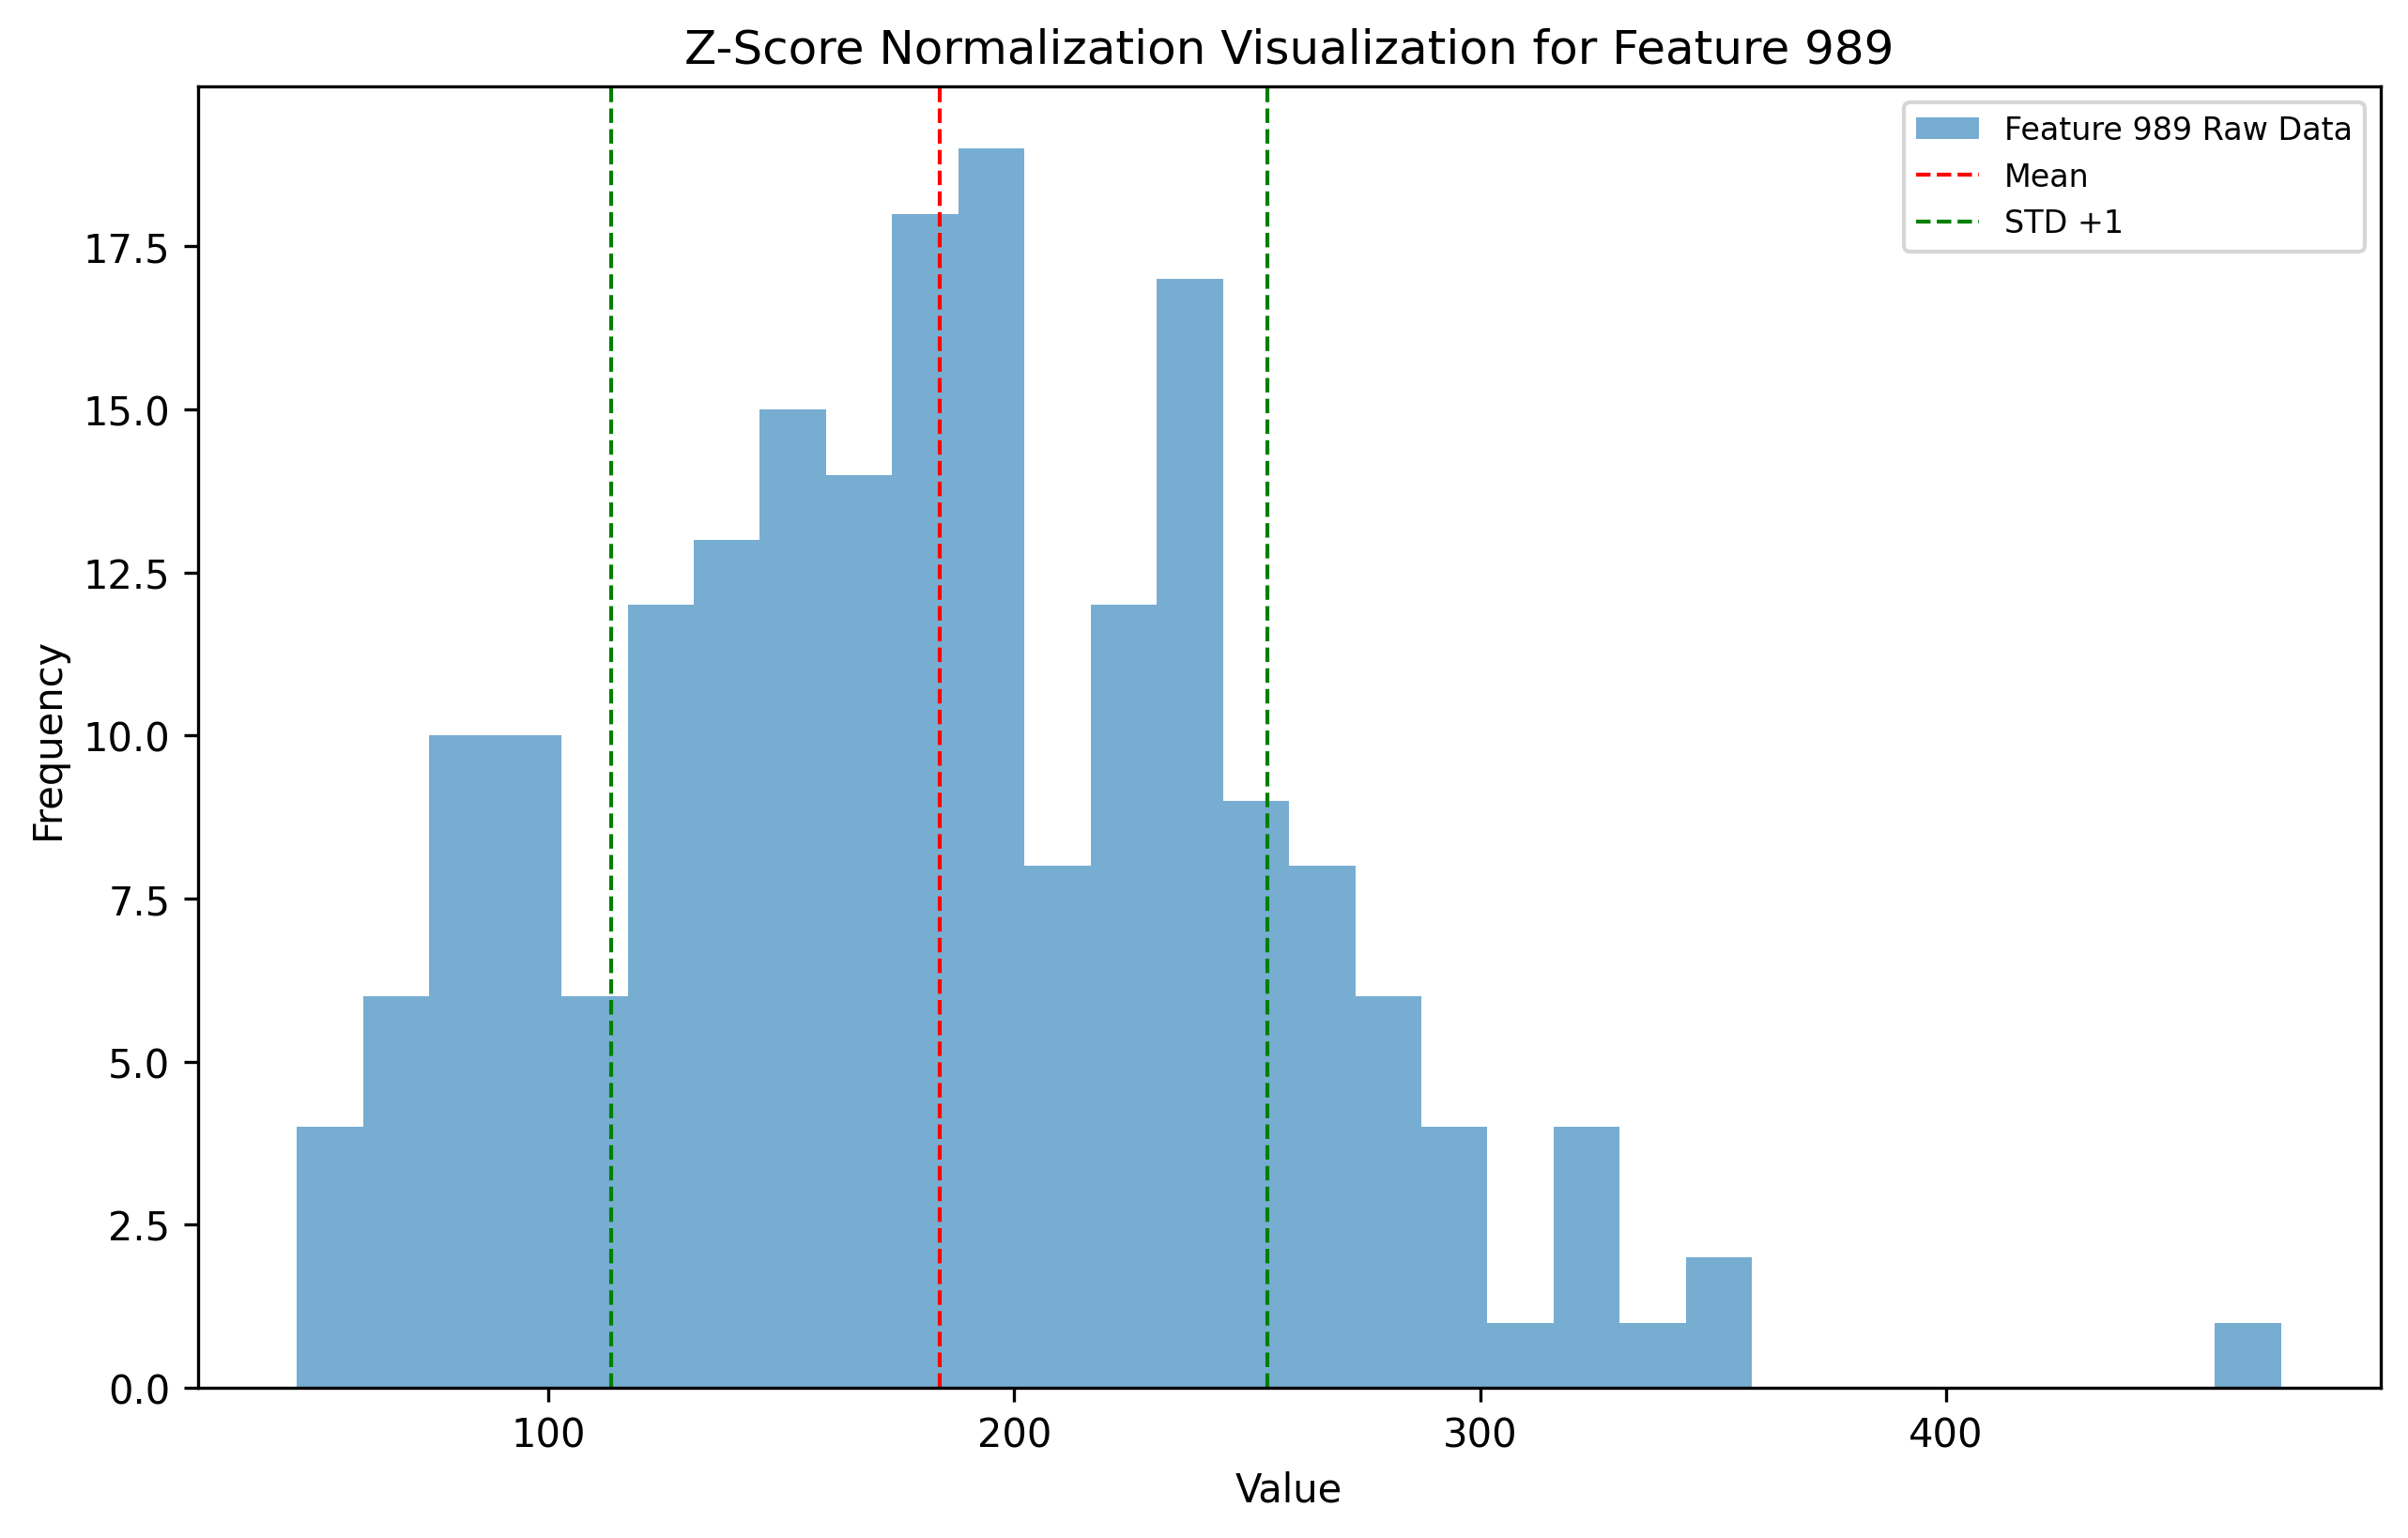 Z-Score Normalization Visualization for Feature 989
Feature 989 Raw Data
Mean
STD +1
Frequency
17.5
15.0
12.5
10.0
7.5
5.0
2.5
0.0
100 200 300 400
Value